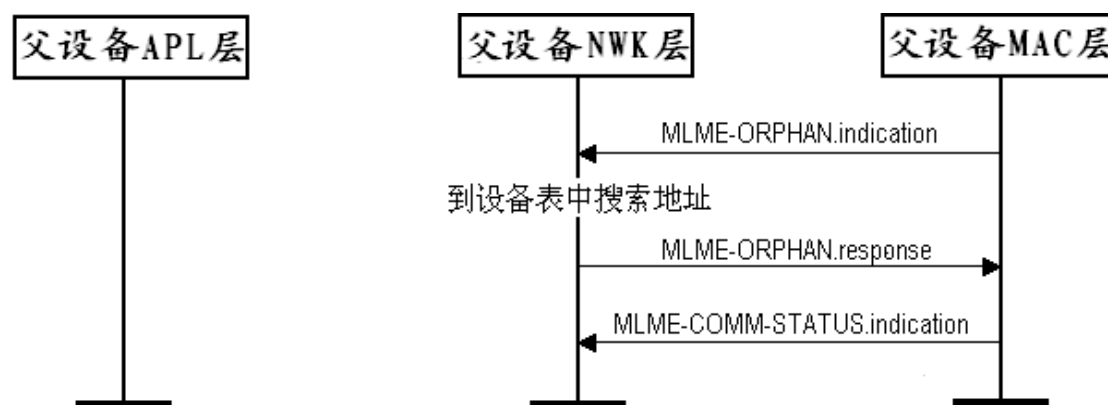 父设备APL层
父设备NWK层
父设备MAC层
MLME-ORPHAN.indication
到设备表中搜索地址
MLME-ORPHAN.response
MLME-COMM-STATUS.indication